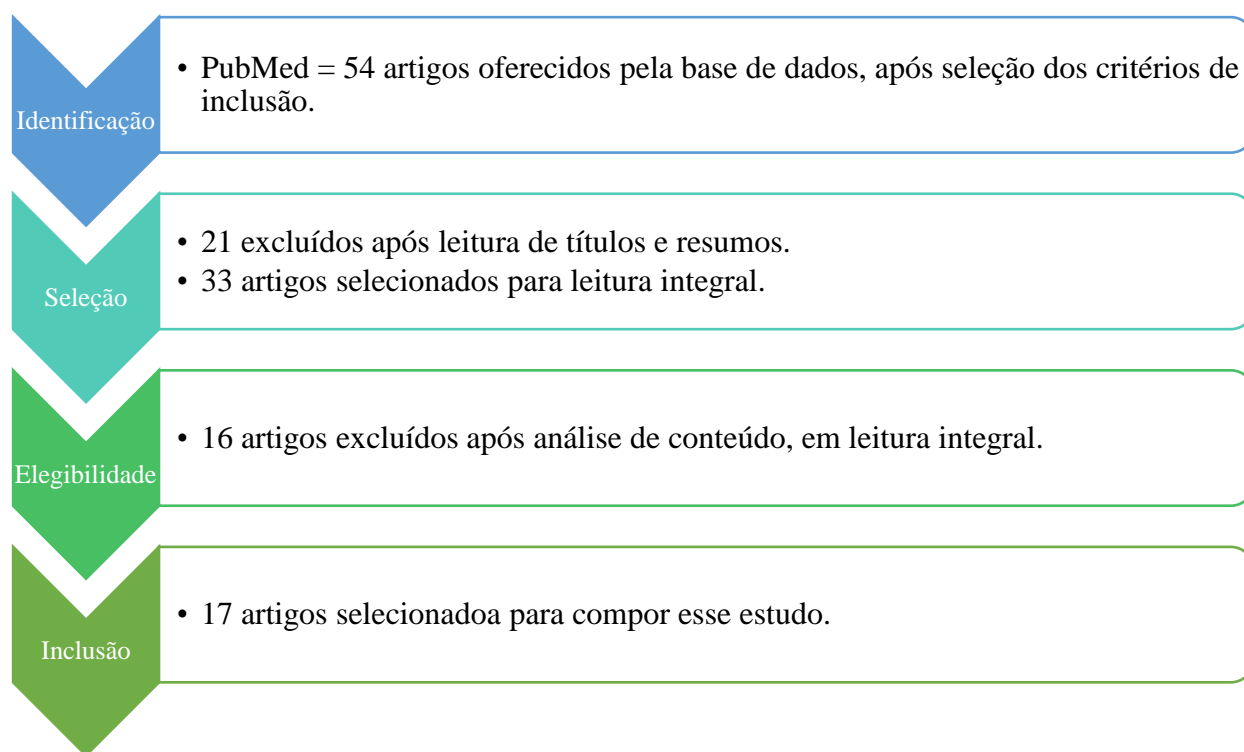 Identificação
• PubMed = 54 artigos oferecidos pela base de dados, após seleção dos critérios de
inclusão.
Seleção
• 21 excluídos após leitura de títulos e resumos.
• 33 artigos selecionados para leitura integral.
Elegibilidade
• 16 artigos excluídos após análise de conteúdo, em leitura integral.
Inclusão
• 17 artigos selecionadoa para compor esse estudo.